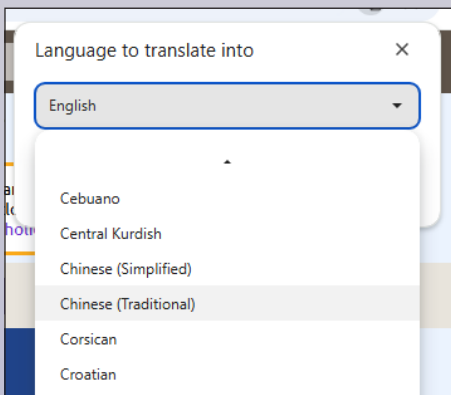 Language to translate into
English
Cebuano
Central Kurdish
Chinese (Simplified)
Chinese (Traditional)
Corsican
Croatian